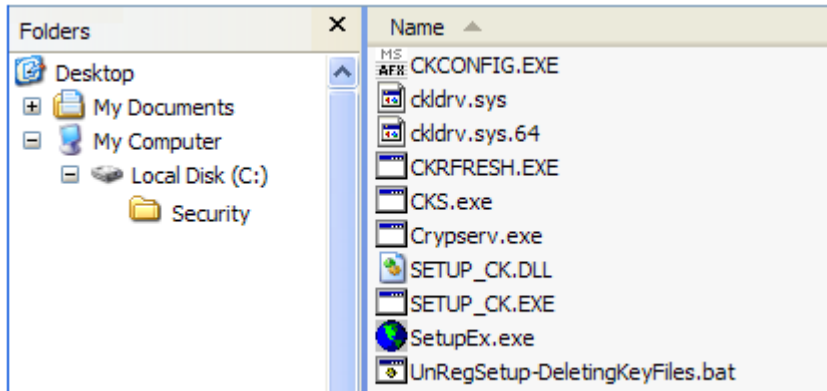 Folders
Desktop
My Documents
My Computer
Local Disk (C:)
Security
Name
MS
AFX CKCONFIG.EXE
ckldrv.sys
ckldrv.sys.64
CKRFRESH.EXE
CKS.exe
Crypserv.exe
SETUP_CK.DLL
SETUP_CK.EXE
SetupEx.exe
UnRegSetup-DeletingKeyFiles.bat